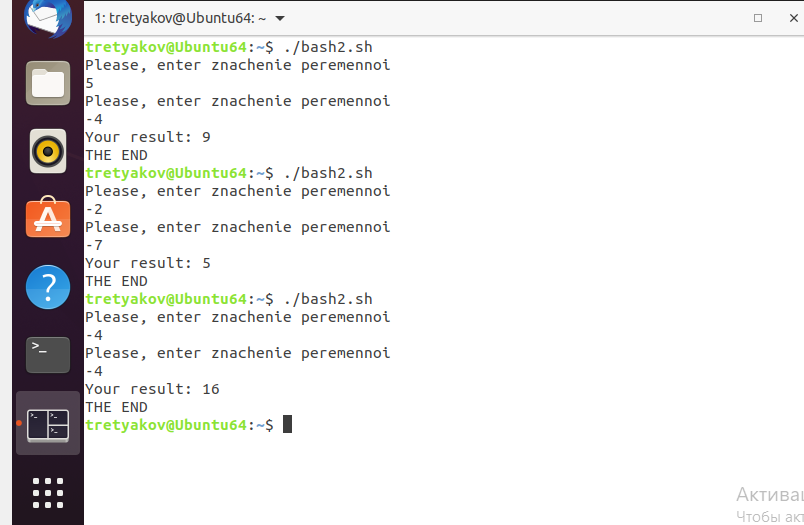 1: tretyakov@Ubuntu64: ~
tretyakov@Ubuntu64:~$ ./bash2.sh
Please, enter znachenie peremennoi
5
Please, enter znachenie peremennoi
-4
Your result: 9
THE END
tretyakov@Ubuntu64:~$ ./bash2.sh
Please, enter znachenie peremennoi
-2
Please, enter znachenie peremennoi
-7
Your result: 5
THE END
tretyakov@Ubuntu64:~$ ./bash2.sh
Please, enter znachenie peremennoi
-4
Please, enter znachenie peremennoi
-4
Your result: 16
THE END
tretyakov@Ubuntu64:~$
Чтобы